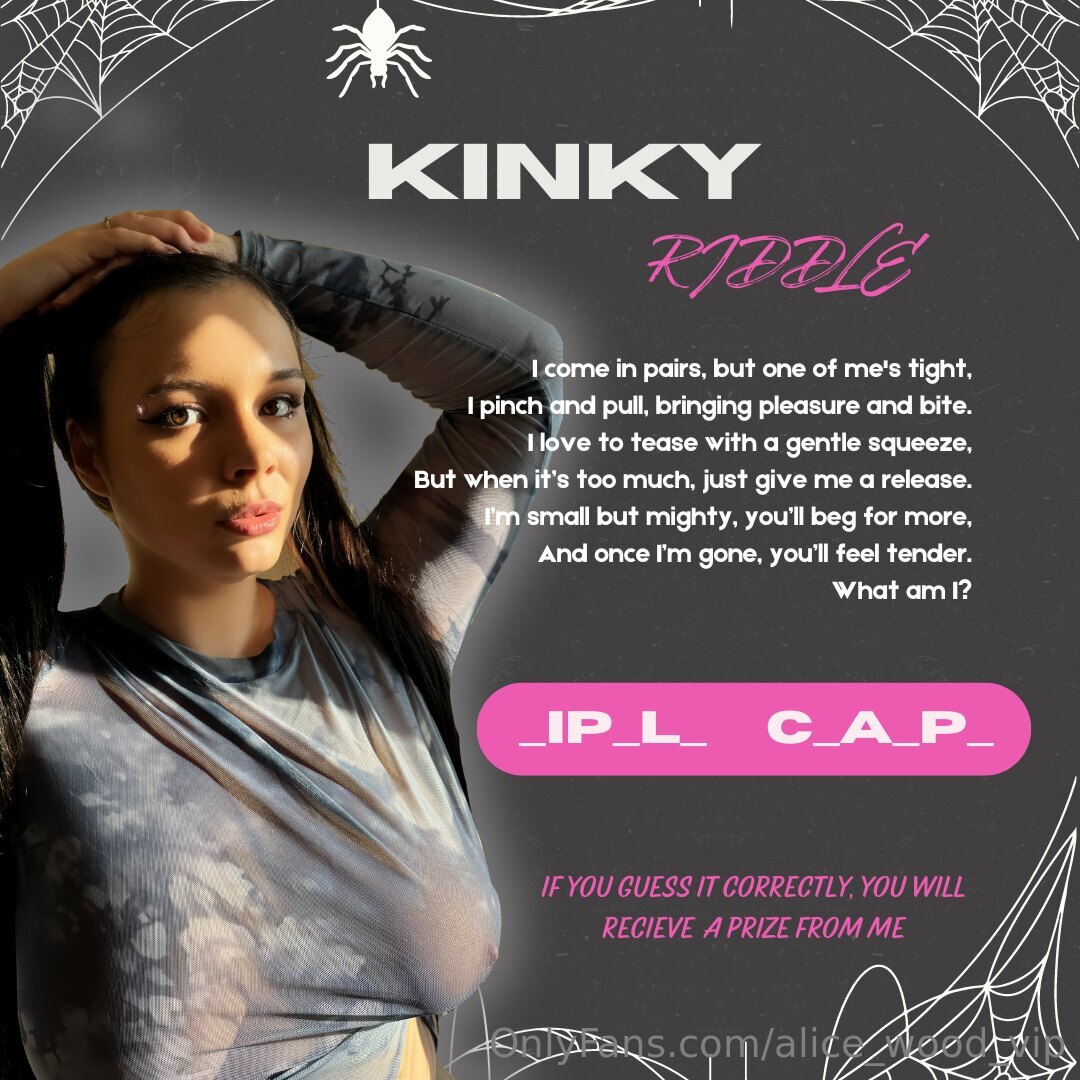 KINKY
RIDDLE
I come in pairs, but one of me's tight,
I pinch and pull, bringing pleasure and bite.
I love to tease with a gentle squeeze,
But when it's too much, just give me a release.
I'm small but mighty, you'll beg for more,
And once I'm gone, you'll feel tender.
What am I?
_IP_L_ C_A_P_
IF YOU GUESS IT CORRECTLY, YOU WILL
RECIEVE A PRIZE FROM ME
OnlyFans.com/alice_wood_vip